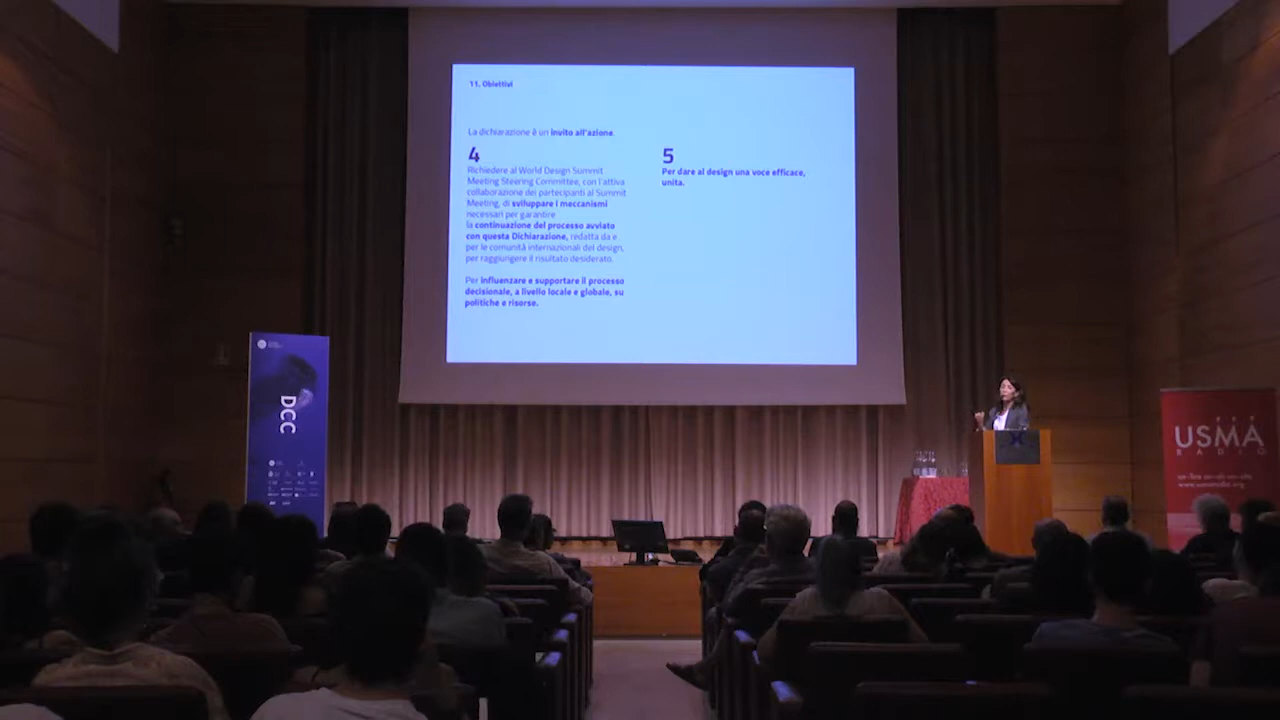 11. Obiettivi
La dichiarazione è un invito all'azione.
4
Richiedere al World Design Summit
Meeting Steering Committee, con l'attiva
collaborazione dei partecipanti al Summit
Meeting, di sviluppare i meccanismi
necessari per garantire
la continuazione del processo avviato
con questa Dichiarazione, redatta da e
per le comunità internazionali del design,
per raggiungere il risultato desiderato.
Per influenzare e supportare il processo
decisionale, a livello locale e globale, su
politiche e risorse.
5
Per dare al design una voce efficace,
unita.
DCC
USMA
RADIO